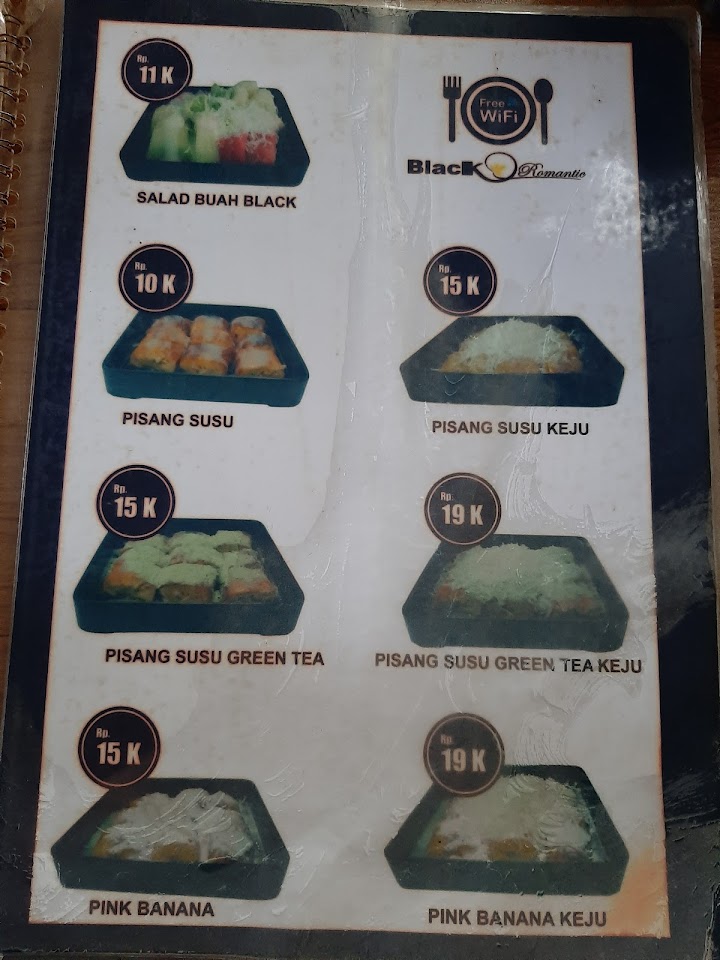 Rp.
11 K
SALAD BUAH BLACK
Free
WiFi
Black Romantic
Rp.
10 K
PISANG SUSU
Rp.
15 K
PISANG SUSU KEJU
Rp.
15 K
PISANG SUSU GREEN TEA
Rp.
19 K
PISANG SUSU GREEN TEA KEJU
Rp.
15 K
PINK BANANA
Rp.
19 K
PINK BANANA KEJU